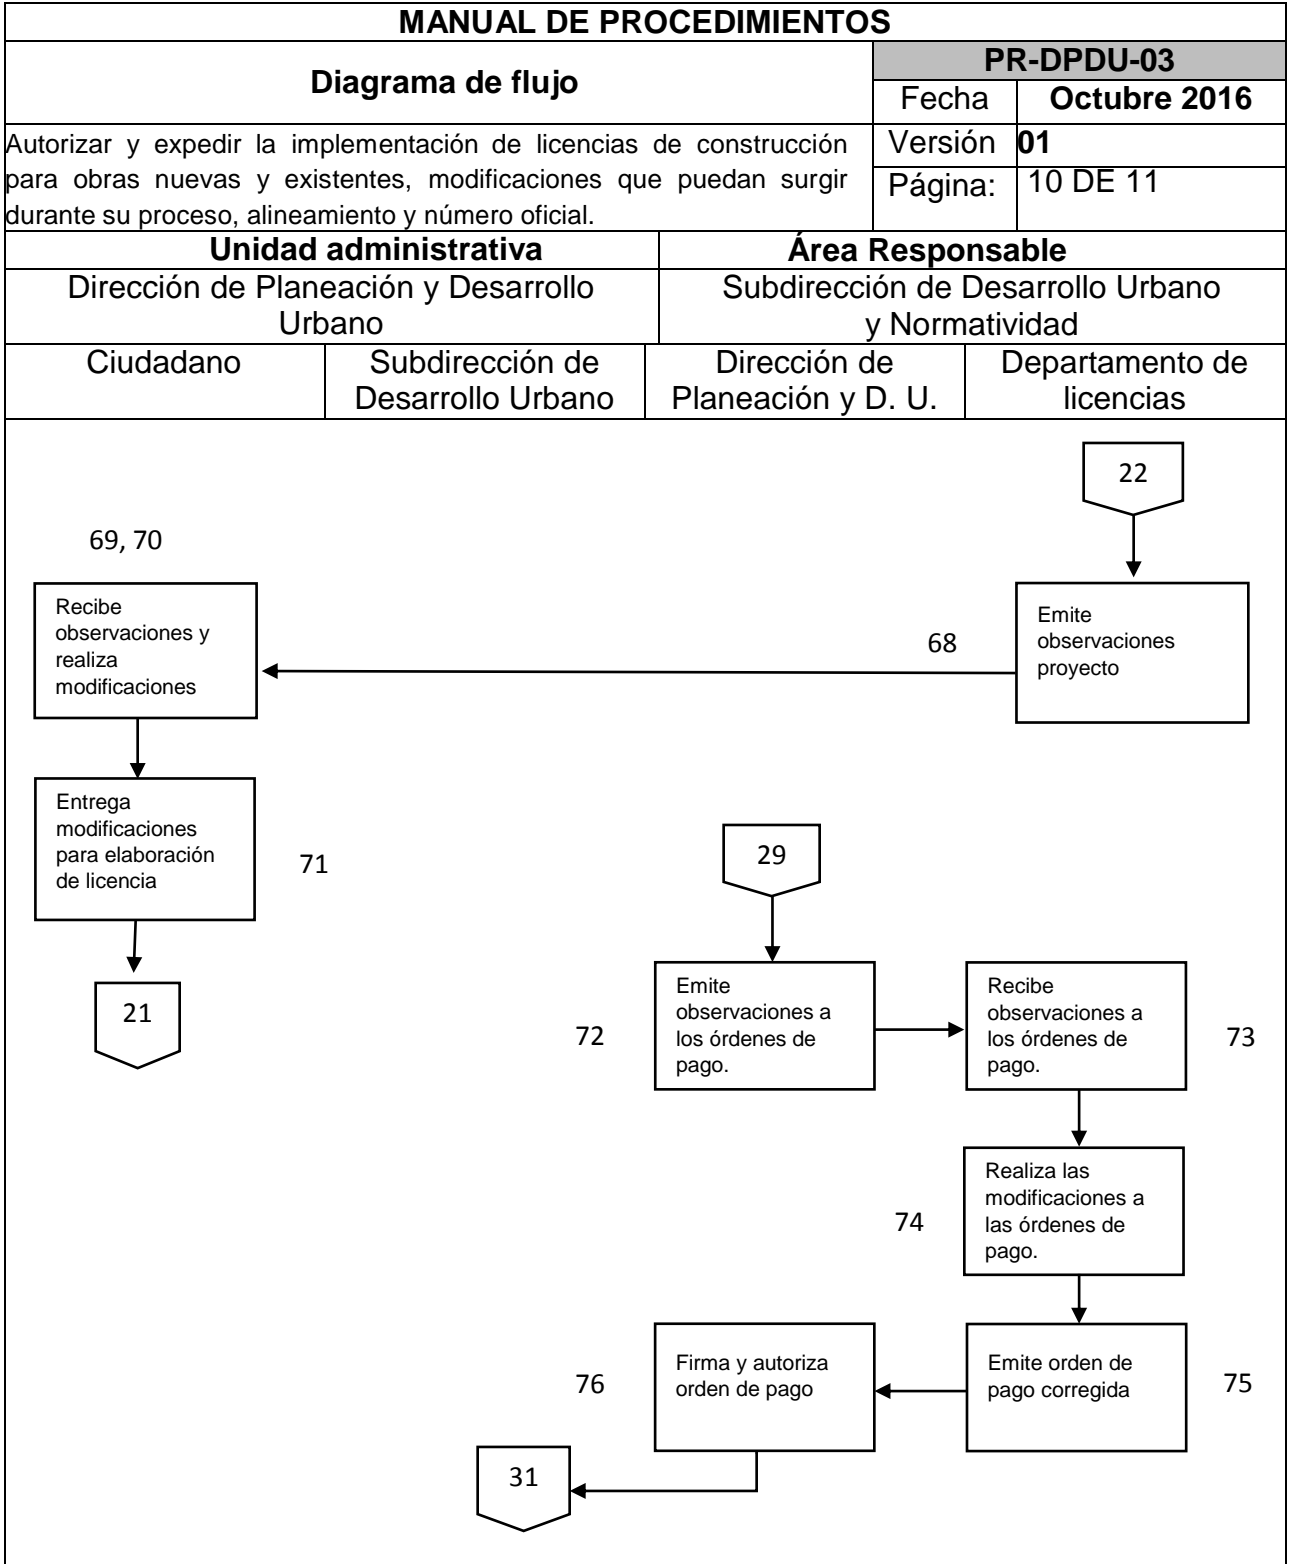 MANUAL DE PROCEDIMIENTOS
Diagrama de flujo
PR-DPDU-03
Fecha
Octubre 2016
Autorizar y expedir la implementación de licencias de construcción
para obras nuevas y existentes, modificaciones que puedan surgir
durante su proceso, alineamiento y número oficial.
Versión
01
Página:
10 DE 11
Unidad administrativa
Área Responsable
Dirección de Planeación y Desarrollo
Urbano
Subdirección de Desarrollo Urbano
y Normatividad
Ciudadano
Subdirección de
Desarrollo Urbano
Dirección de
Planeación y D. U.
Departamento de
licencias
22
69, 70
Recibe
observaciones y
realiza
modificaciones
68
Emite
observaciones
proyecto
Entrega
modificaciones
para elaboración
de licencia
71
29
21
72
Emite
observaciones a
los órdenes de
pago.
Recibe
observaciones a
los órdenes de
pago.
73
74
Realiza las
modificaciones a
las órdenes de
pago.
76
Firma y autoriza
orden de pago
Emite orden de
pago corregida
75
31